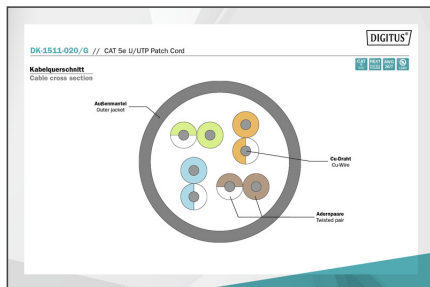 DIGITUS®
DK-1511-020/G // CAT 5e U/UTP Patch Cord
Kabelquerschnitt
Cable cross section
Außenmantel
Outer jacket
Cu-Draht
Cu-Wire
Adernpaare
Twisted pair